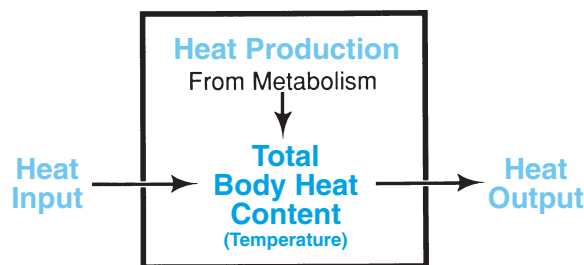 Heat Production
From Metabolism
Heat
Input
Total
Body Heat
Content
(Temperature)
Heat
Output